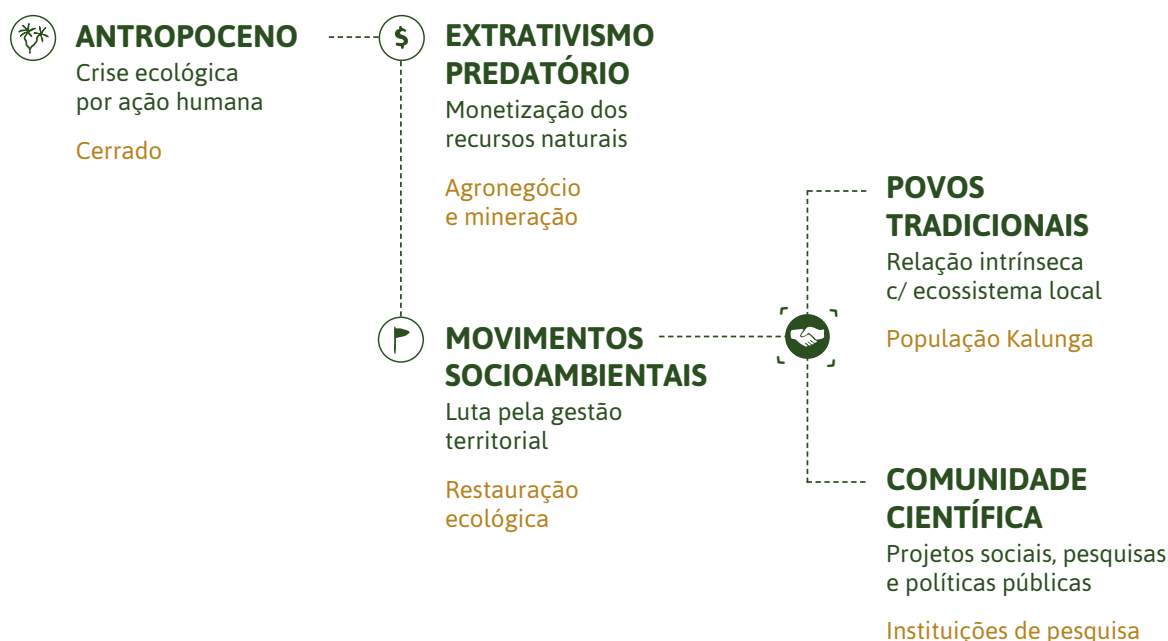 ANTROPOCENO
Crise ecológica
por ação humana
Cerrado
$
EXTRATIVISMO
PREDATÓRIO
Monetização dos
recursos naturais
Agronegócio
e mineração
MOVIMENTOS
SOCIOAMBIENTAIS
Luta pela gestão
territorial
Restauração
ecológica
POVOS
TRADICIONAIS
Relação intrínseca
c/ ecossistema local
População Kalunga
COMUNIDADE
CIENTÍFICA
Projetos sociais, pesquisas
e políticas públicas
Instituições de pesquisa